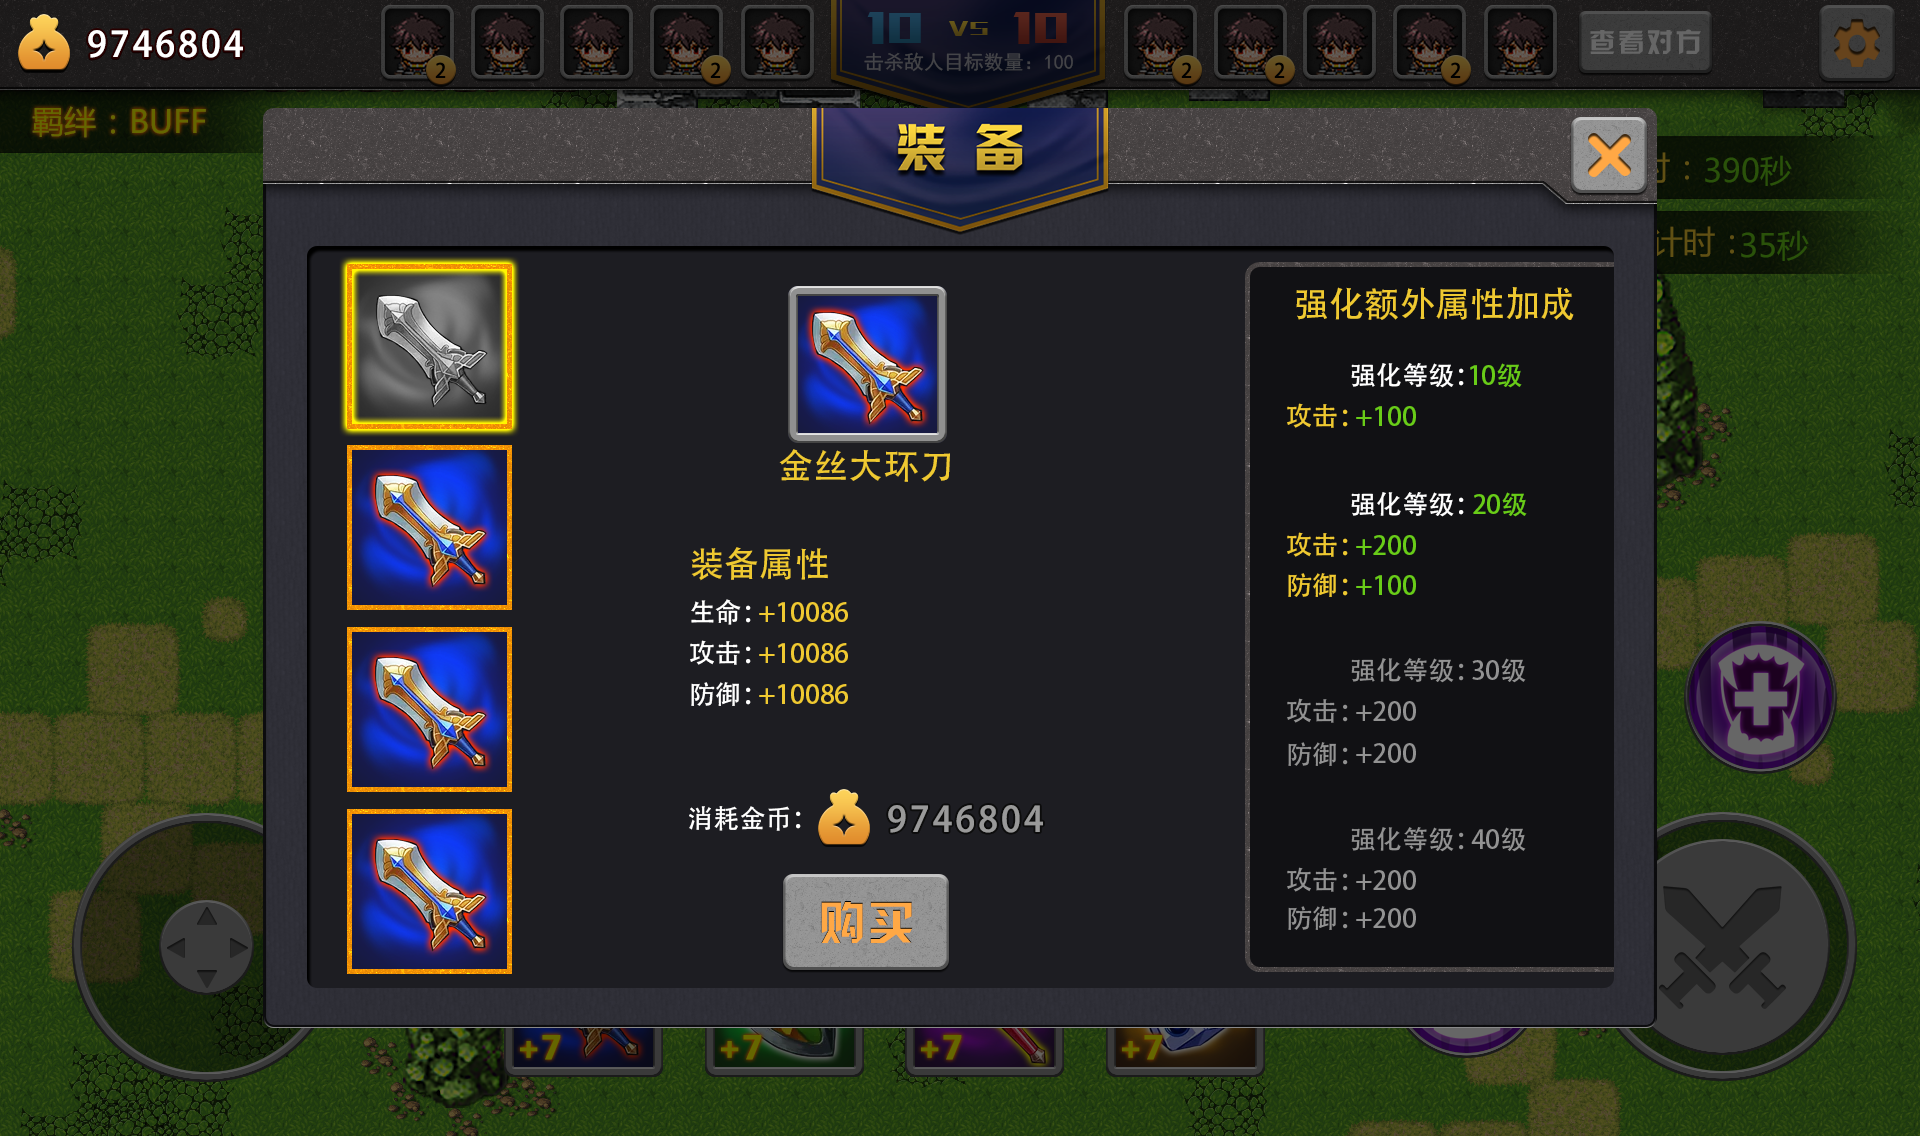 9746804
2
2
10 VS 10
击杀敌人目标数量：100
2
2
2
查看对方
羁绊：BUFF
装备
时：390秒
计时：35秒
强化额外属性加成
强化等级：10级
攻击：+100
强化等级：20级
攻击：+200
防御：+100
强化等级：30级
攻击：+200
防御：+200
强化等级：40级
攻击：+200
防御：+200
金丝大环刀
装备属性
生命：+10086
攻击：+10086
防御：+10086
消耗金币：9746804
购买
+7
+7
+7
+7